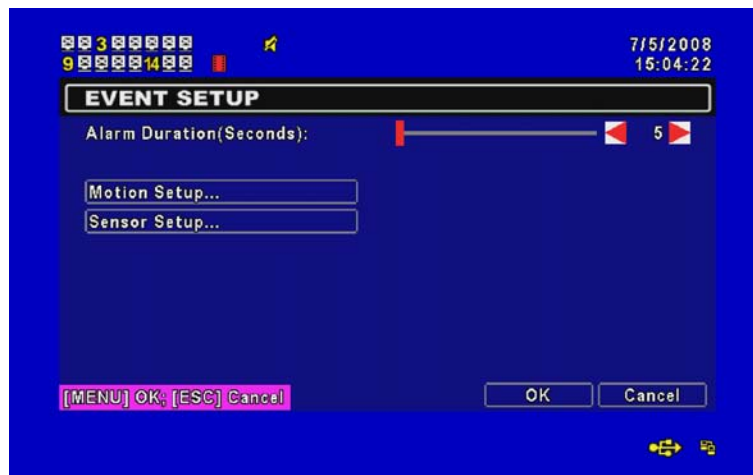 3
7/5/2008
9 14
15:04:22
EVENT SETUP
Alarm Duration(Seconds): 5
Motion Setup...
Sensor Setup...
[MENU] OK; [ESC] Cancel
OK
Cancel